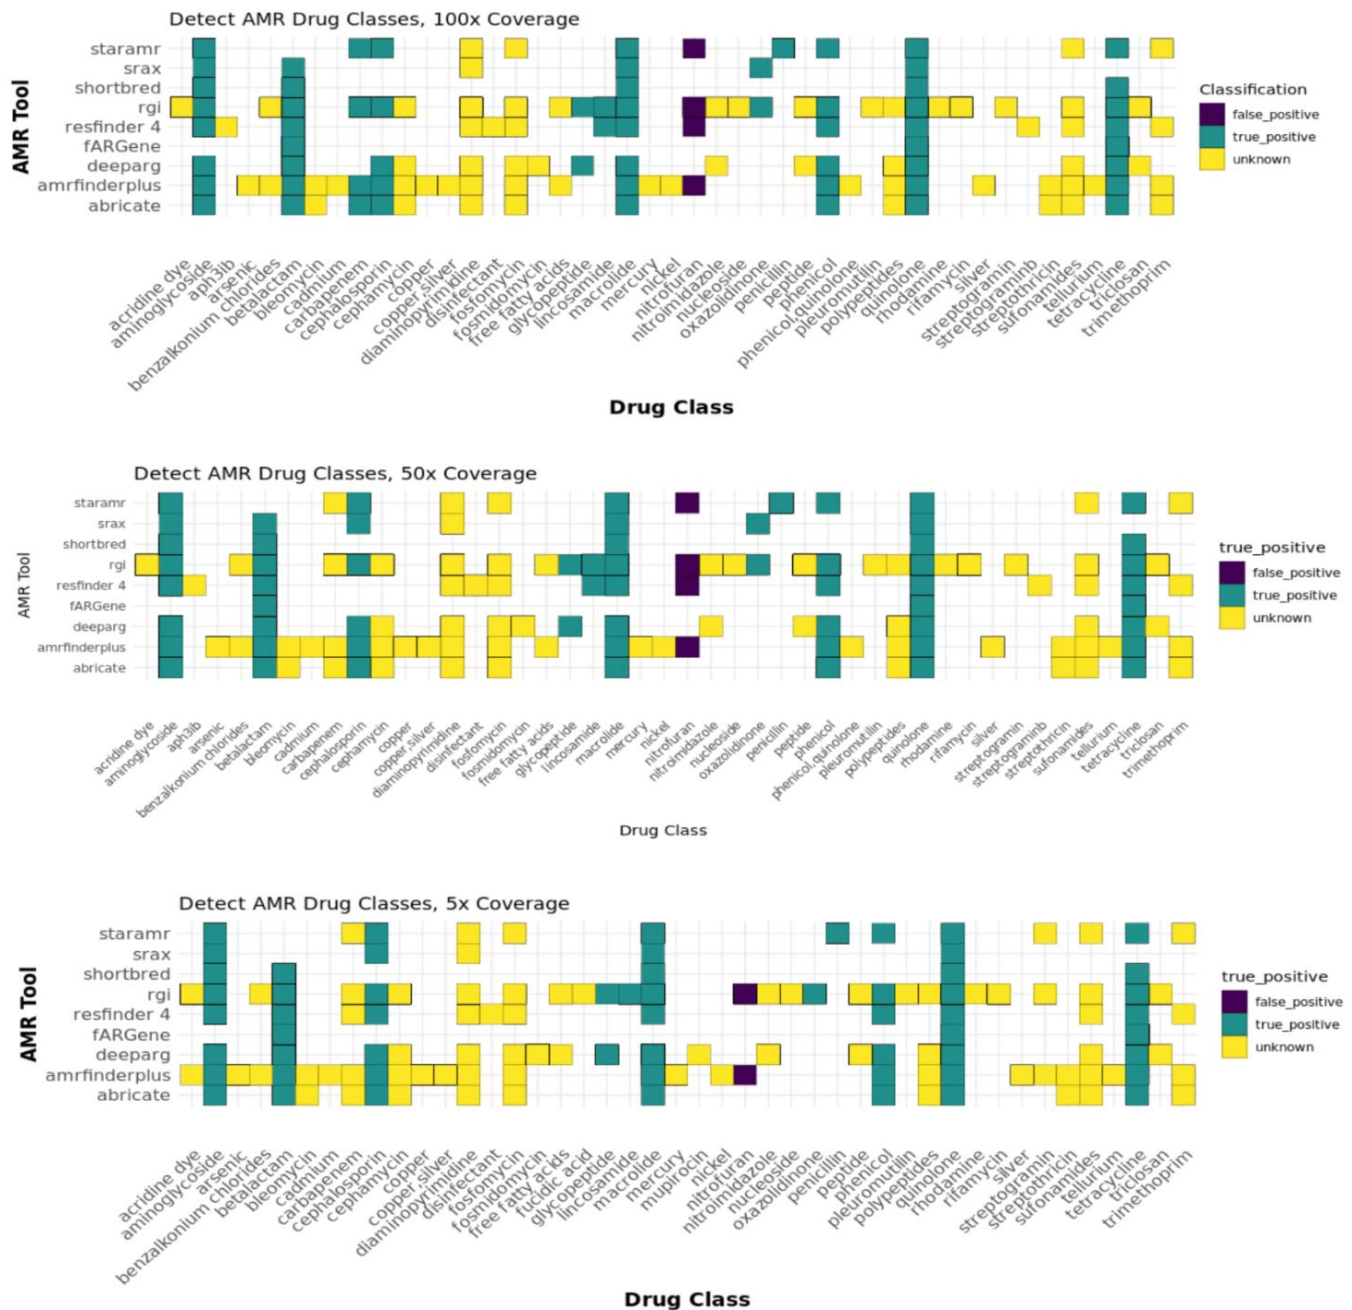 Detect AMR Drug Classes, 100x Coverage
AMR Tool
staramr
srax
shortbred
rgi
resfinder 4
fARGene
deeparg
amrfinderplus
abricate
Classification
false_positive
true_positive
unknown
acridine dye
aminoglycoside
aph3ib
arsenic
benzalkonium chlorides
betalactam
bleomycin
cadmium
carbapenem
cephalosporin
cephamycin
copper
copper,silver
diaminopyrimidine
disinfectant
fosfomycin
fosmidomycin
free fatty acids
glycopeptide
lincosamide
macrolide
mercury
nickel
nitrofuran
nitroimidazole
nucleoside
oxazolidinone
penicillin
peptide
phenicol
phenicol,quinolone
pleuromutilin
polypeptides
quinolone
rhodamine
rifamycin
silver
streptogramin
streptograminb
streptothricin
sufonamides
tellurium
tetracycline
triclosan
trimethoprim
Drug Class
Detect AMR Drug Classes, 50x Coverage
AMR Tool
staramr
srax
shortbred
rgi
resfinder 4
fARGene
deeparg
amrfinderplus
abricate
true_positive
false_positive
true_positive
unknown
acridine dye
aminoglycoside
aph3ib
arsenic
benzalkonium chlorides
betalactam
bleomycin
cadmium
carbapenem
cephalosporin
cephamycin
copper
copper,silver
diaminopyrimidine
disinfectant
fosfomycin
fosmidomycin
free fatty acids
glycopeptide
lincosamide
macrolide
mercury
nickel
nitrofuran
nitroimidazole
nucleoside
oxazolidinone
penicillin
peptide
phenicol
phenicol,quinolone
pleuromutilin
polypeptides
quinolone
rhodamine
rifamycin
silver
streptogramin
streptograminb
streptothricin
sufonamides
tellurium
tetracycline
triclosan
trimethoprim
Drug Class
Detect AMR Drug Classes, 5x Coverage
AMR Tool
staramr
srax
shortbred
rgi
resfinder 4
fARGene
deeparg
amrfinderplus
abricate
true_positive
false_positive
true_positive
unknown
acridine dye
aminoglycoside
arsenic
benzalkonium chlorides
betalactam
bleomycin
cadmium
carbapenem
cephalosporin
cephamycin
copper
copper,silver
diaminopyrimidine
disinfectant
fosfomycin
fosmidomycin
free fatty acids
fucidic acid
glycopeptide
lincosamide
macrolide
mercury
mupirocin
nickel
nitrofuran
nitroimidazole
nucleoside
oxazolidinone
penicillin
peptide
phenicol
pleuromutilin
polypeptides
quinolone
rhodamine
rifamycin
silver
streptogramin
streptothricin
sufonamides
tellurium
tetracycline
triclosan
trimethoprim
Drug Class